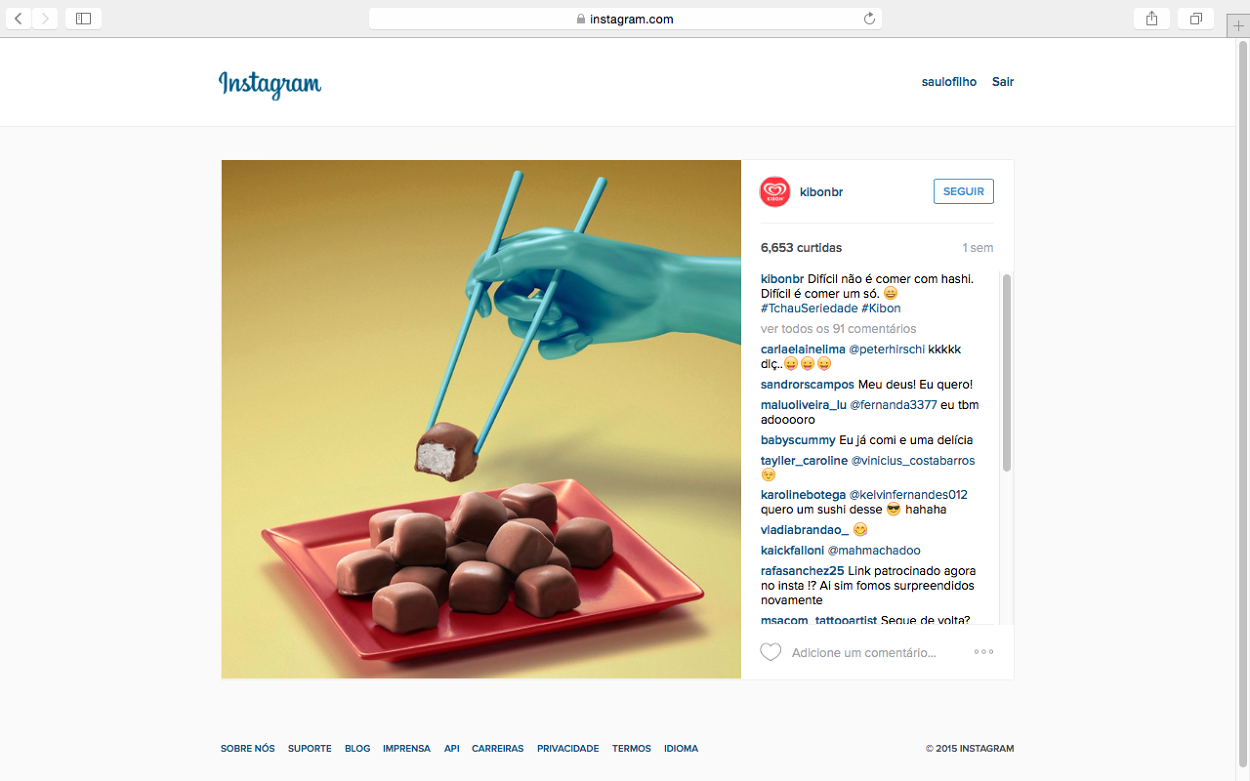 instagram.com
Instagram
saulofilho Sair
KIBON
kibonbr
SEGUIR
6,653 curtidas 1 sem
kibonbr Difícil não é comer com hashi.
Difícil é comer um só. 😄
#TchauSeriedade #Kibon
ver todos os 91 comentários
carlaelainelima @peterhirschi kkkkk
dlç..😛😛😛
sandrorscampos Meu deus! Eu quero!
maluoliveira_lu @fernanda3377 eu tbm
adooooro
babyscummy Eu já comi e uma delícia
tayller_caroline @vinicius_costabarros
😉
karolinebotega @kelvinfernandes012
quero um sushi desse 😎 hahaha
vladiabrandao_ 😋
kaickfalloni @mahmachadoo
rafasanchez25 Link patrocinado agora
no insta !? Ai sim fomos surpreendidos
novamente
msacom_tattooartist Segue de volta?
Adicione um comentário...
SOBRE NÓS SUPORTE BLOG IMPRENSA API CARREIRAS PRIVACIDADE TERMOS IDIOMA
© 2015 INSTAGRAM